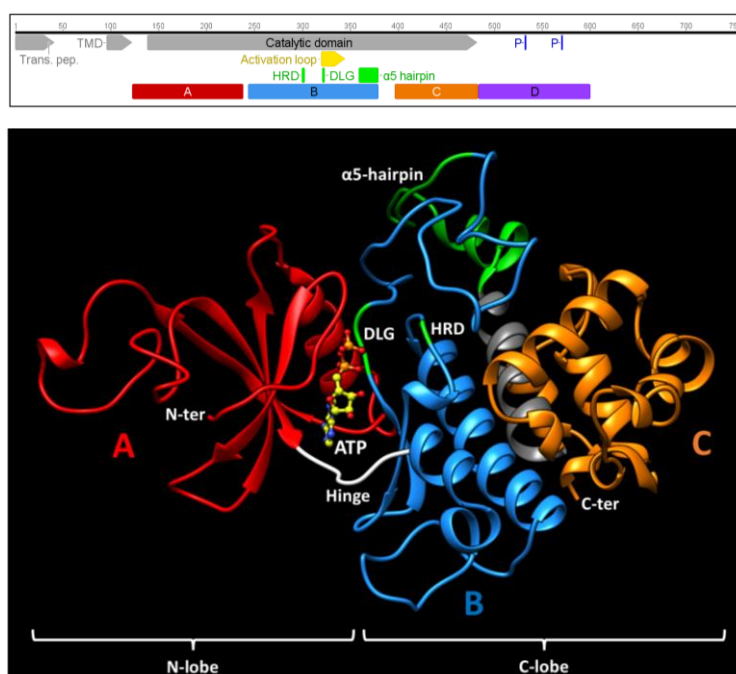 1 50 100 150 200 250 300 350 400 450 500 550 600 650 700 750
TMD Catalytic domain P P
Trans. pep. Activation loop
HRD DLG α5 hairpin
A B C D
α5-hairpin
DLG HRD
N-ter
A ATP C
Hinge C-ter
B
N-lobe C-lobe